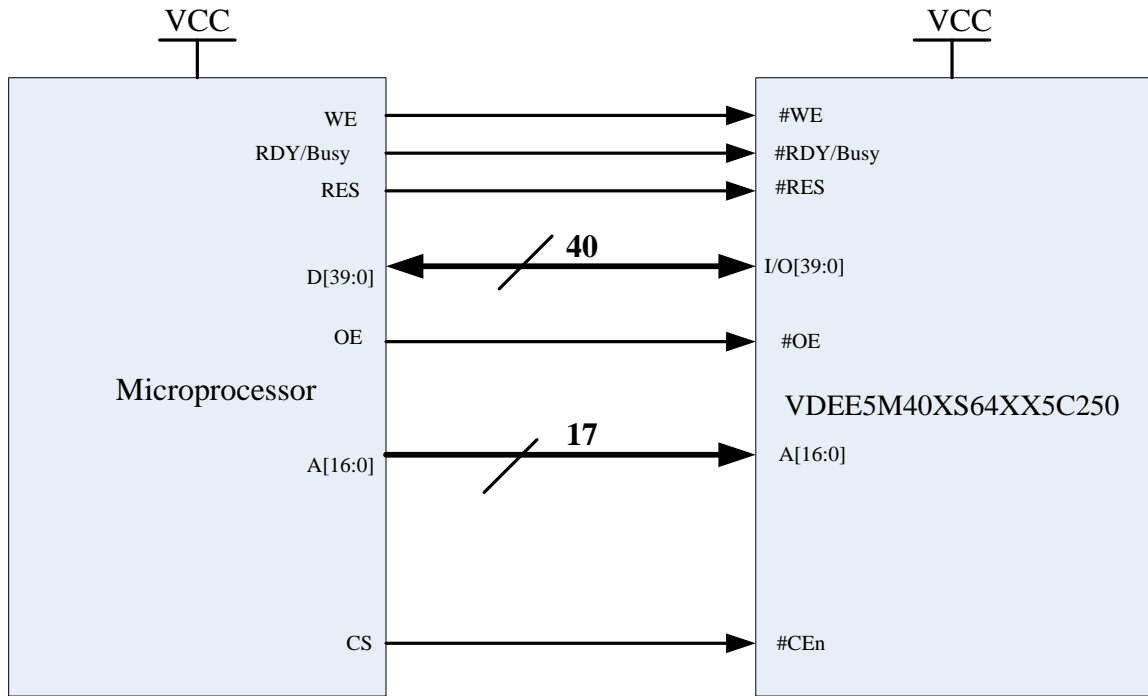 VCC VCC
WE #WE
RDY/Busy #RDY/Busy
RES #RES
40
D[39:0] I/O[39:0]
OE #OE
Microprocessor VDEE5M40XS64XX5C250
17
A[16:0] A[16:0]
CS #CEn